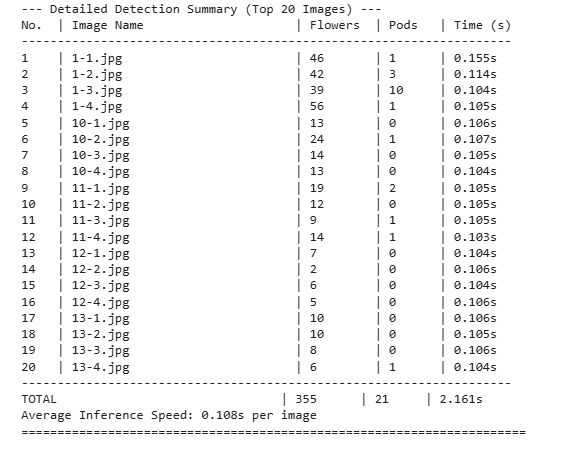 --- Detailed Detection Summary (Top 20 Images) ---
No. | Image Name | Flowers | Pods | Time (s)
------------------------------------------------------------------
1 | 1-1.jpg | 46 | 1 | 0.155s
2 | 1-2.jpg | 42 | 3 | 0.114s
3 | 1-3.jpg | 39 | 10 | 0.104s
4 | 1-4.jpg | 56 | 1 | 0.105s
5 | 10-1.jpg | 13 | 0 | 0.106s
6 | 10-2.jpg | 24 | 1 | 0.107s
7 | 10-3.jpg | 14 | 0 | 0.105s
8 | 10-4.jpg | 13 | 0 | 0.104s
9 | 11-1.jpg | 19 | 2 | 0.105s
10 | 11-2.jpg | 12 | 0 | 0.105s
11 | 11-3.jpg | 9 | 1 | 0.105s
12 | 11-4.jpg | 14 | 1 | 0.103s
13 | 12-1.jpg | 7 | 0 | 0.104s
14 | 12-2.jpg | 2 | 0 | 0.106s
15 | 12-3.jpg | 6 | 0 | 0.104s
16 | 12-4.jpg | 5 | 0 | 0.106s
17 | 13-1.jpg | 10 | 0 | 0.106s
18 | 13-2.jpg | 10 | 0 | 0.105s
19 | 13-3.jpg | 8 | 0 | 0.106s
20 | 13-4.jpg | 6 | 1 | 0.104s
------------------------------------------------------------------
TOTAL | 355 | 21 | 2.161s
Average Inference Speed: 0.108s per image
====================================================================